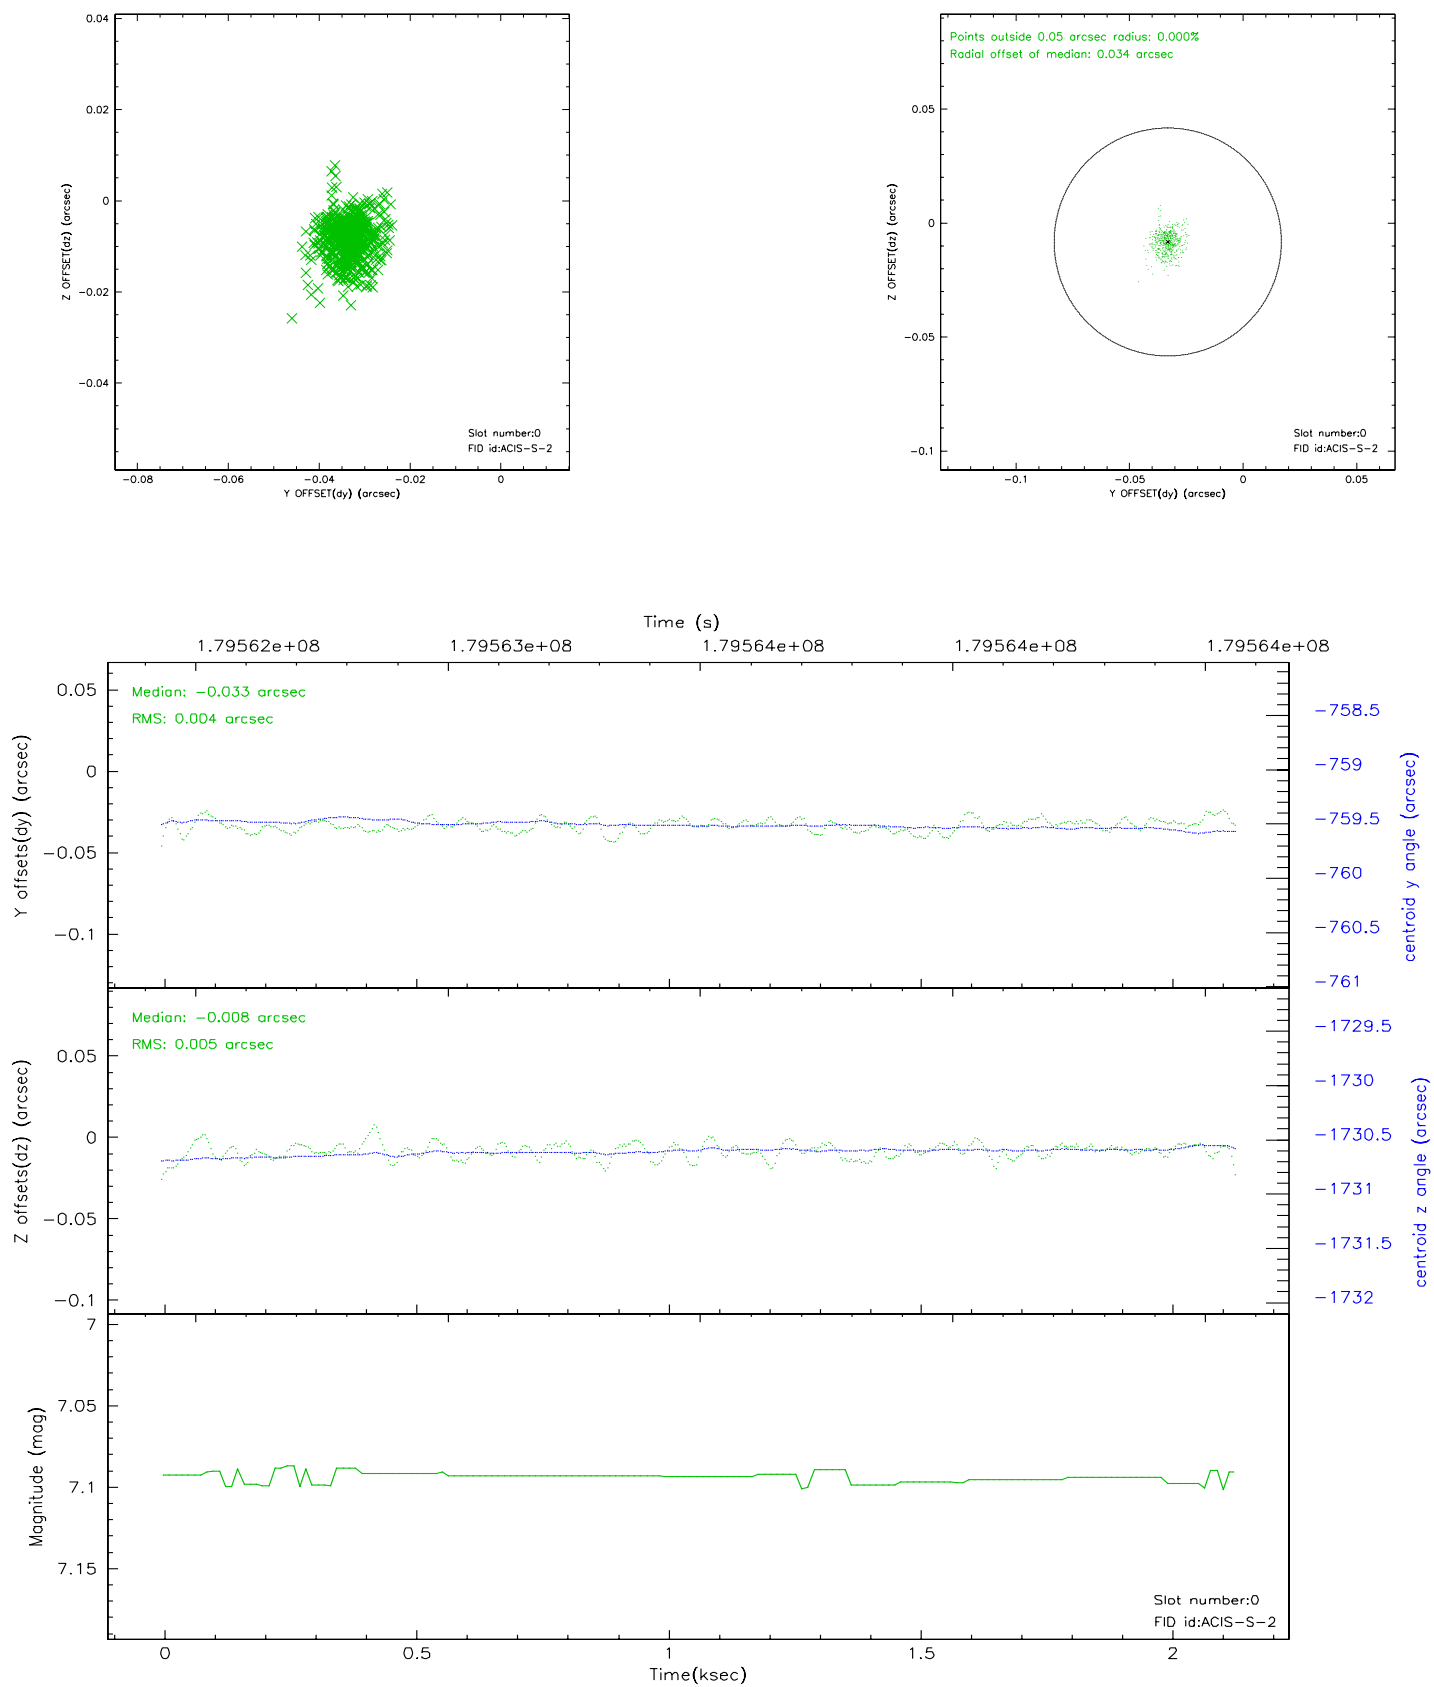 0.04
0.02
0
−0.02
−0.04
Z OFFSET(dz) (arcsec)
Slot number:0
FID id:ACIS−S−2
−0.08
−0.06
−0.04
−0.02
0
Y OFFSET(dy) (arcsec)
Points outside 0.05 arcsec radius: 0.000%
Radial offset of median: 0.034 arcsec
0.05
0
−0.05
−0.1
Z OFFSET(dz) (arcsec)
Slot number:0
FID id:ACIS−S−2
−0.1
−0.05
0
0.05
Y OFFSET(dy) (arcsec)
Time (s)
1.79562e+08
1.79563e+08
1.79564e+08
1.79564e+08
1.79564e+08
Median: −0.033 arcsec
RMS: 0.004 arcsec
0.05
0
−0.05
−0.1
Y offsets(dy) (arcsec)
−758.5
−759
−759.5
−760
−760.5
−761
centroid y angle (arcsec)
Median: −0.008 arcsec
RMS: 0.005 arcsec
0.05
0
−0.05
−0.1
Z offsets(dz) (arcsec)
−1729.5
−1730
−1730.5
−1731
−1731.5
−1732
centroid z angle (arcsec)
7
7.05
7.1
7.15
Magnitude (mag)
Slot number:0
FID id:ACIS−S−2
0
0.5
1
1.5
2
Time(ksec)